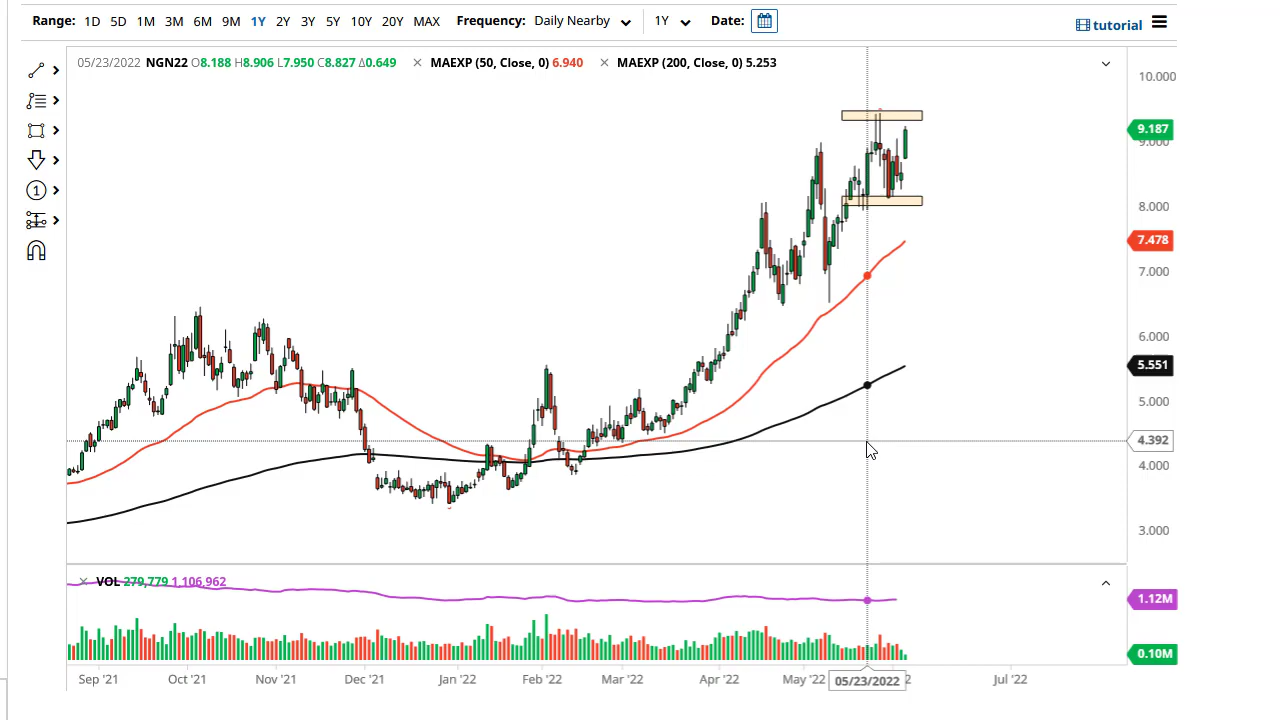 Range: 1D 5D 1M 3M 6M 9M 1Y 2Y 3Y 5Y 10Y 20Y MAX Frequency: Daily Nearby 1Y Date:
tutorial
05/23/2022 NGN22 O8.188 H8.906 L7.950 C8.827 Δ0.649 × MAEXP (50, Close, 0) 6.940 × MAEXP (200, Close, 0) 5.253
10.000
9.187
9.000
8.000
7.478
7.000
6.000
5.551
5.000
4.392
4.000
3.000
1
× VOL 279,779 1,106,962
1.12M
0.10M
Sep '21 Oct '21 Nov '21 Dec '21 Jan '22 Feb '22 Mar '22 Apr '22 May '22 05/23/2022 2 Jul '22